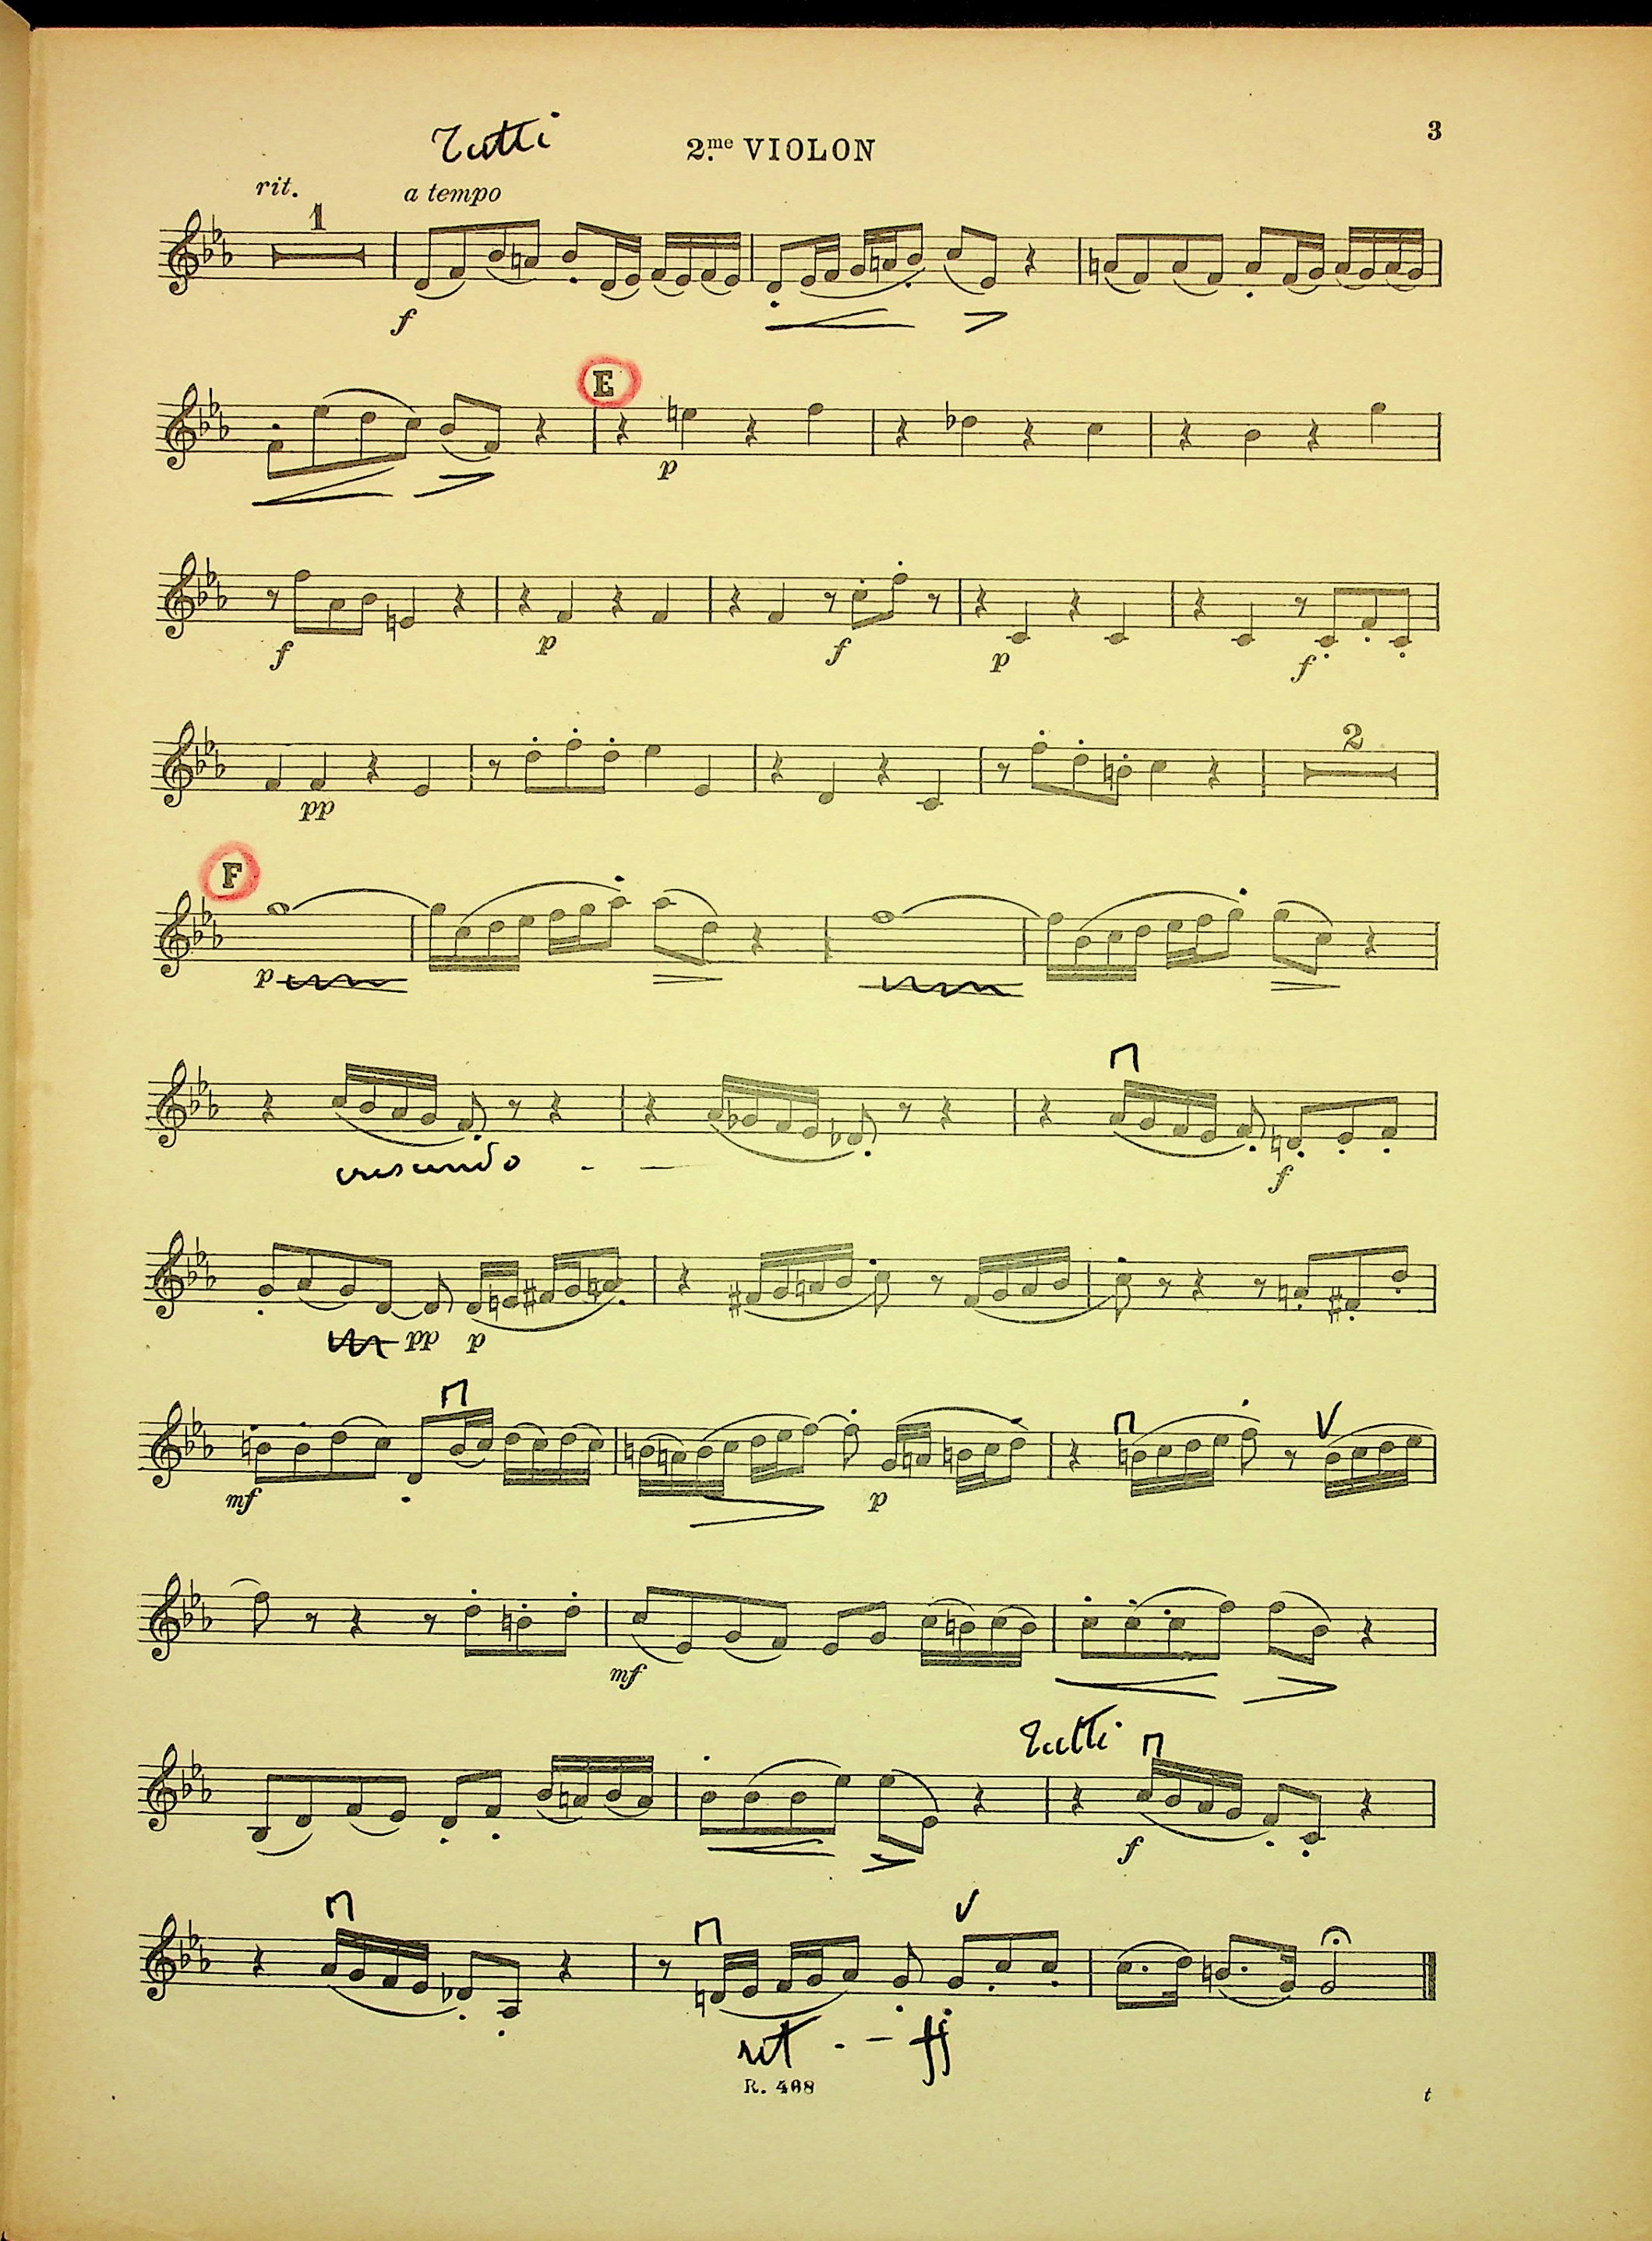 Tutti
2.me VIOLON
3
rit.
1
a tempo
f
E
p
f
p
f
p
f
pp
2
F
p
crescendo - —
f
pp
p
mf
p
mf
Tutti
f
rit . - ff
R. 468
t